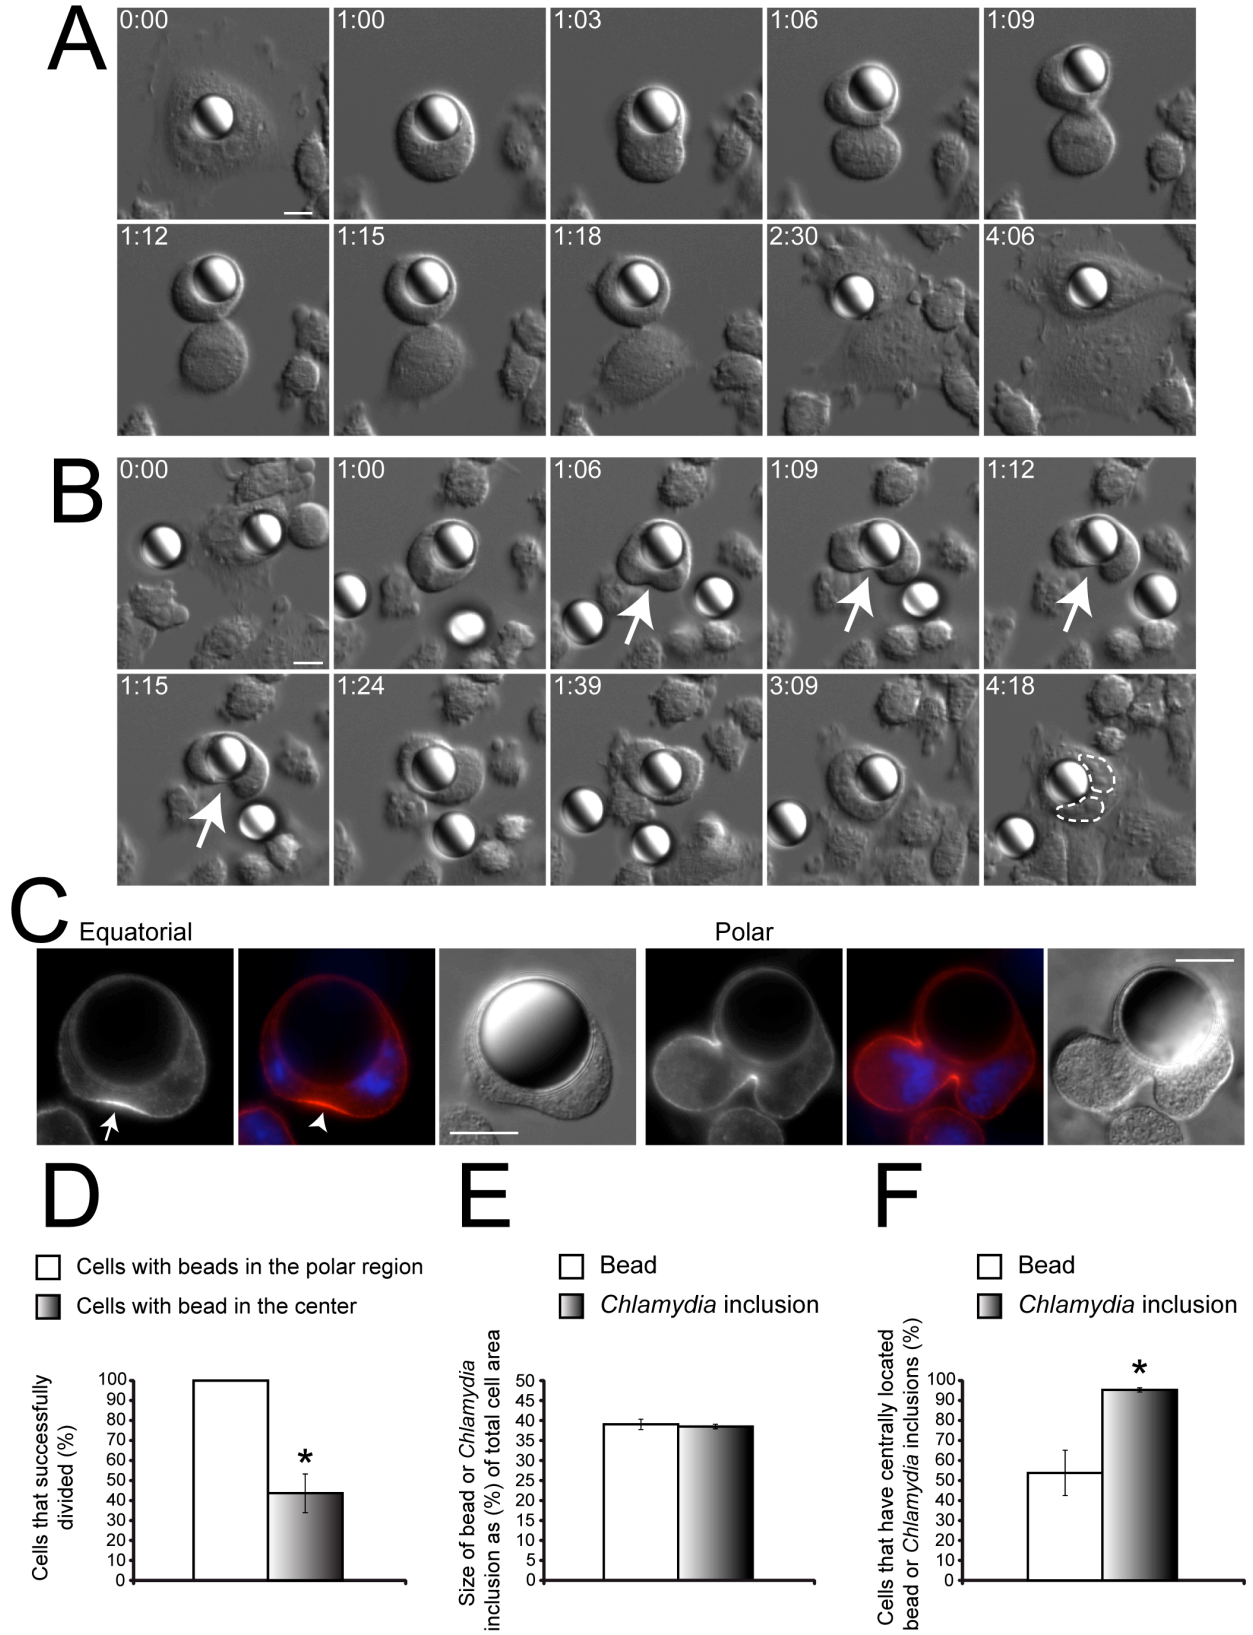 A
0:00
1:00
1:03
1:06
1:09
1:12
1:15
1:18
2:30
4:06
B
0:00
1:00
1:06
1:09
1:12
1:15
1:24
1:39
3:09
4:18
C
Equatorial
Polar
D
Cells with beads in the polar region
Cells with bead in the center
Cells that successfully
divided (%)
100
90
80
70
60
50
40
30
20
10
0
*
E
Bead
Chlamydia inclusion
Size of bead or Chlamydia
inclusion as (%) of total cell area
50
45
40
35
30
25
20
15
10
5
0
F
Bead
Chlamydia inclusion
Cells that have centrally located
bead or Chlamydia inclusions (%)
100
90
80
70
60
50
40
30
20
10
0
*